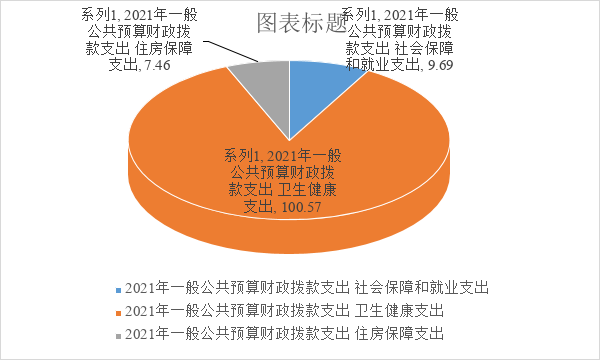 图表标题
系列1, 2021年一般
公共预算财政拨
款支出 住房保障
支出, 7.46
系列1, 2021年一般
公共预算财政拨
款支出 社会保障
和就业支出, 9.69
系列1, 2021年一般
公共预算财政拨
款支出 卫生健康
支出, 100.57
2021年一般公共预算财政拨款支出 社会保障和就业支出
2021年一般公共预算财政拨款支出 卫生健康支出
2021年一般公共预算财政拨款支出 住房保障支出